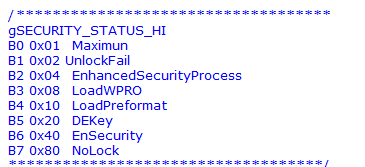 /***********************************
gSECURITY_STATUS_HI
B0 0x01 Maximun
B1 0x02 UnlockFail
B2 0x04 EnhancedSecurityProcess
B3 0x08 LoadWPRO
B4 0x10 LoadPreformat
B5 0x20 DEKey
B6 0x40 EnSecurity
B7 0x80 NoLock
***********************************/